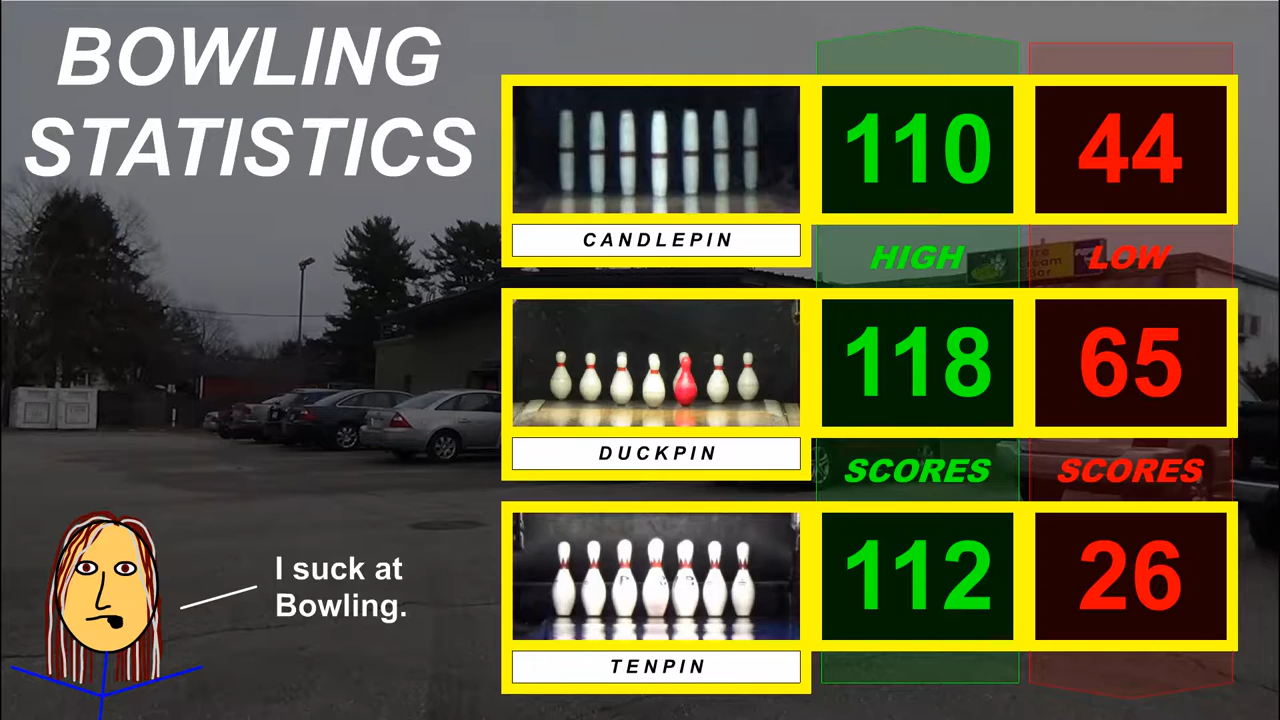 BOWLING
STATISTICS
110
44
CANDLEPIN
HIGH
LOW
118
65
DUCKPIN
SCORES
SCORES
I suck at
Bowling.
112
26
TENPIN